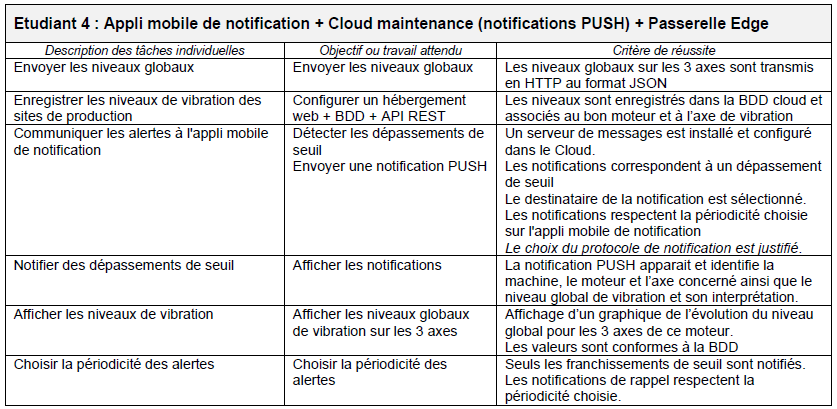 Etudiant 4 : Appli mobile de notification + Cloud maintenance (notifications PUSH) + Passerelle Edge
Description des tâches individuelles
Objectif ou travail attendu
Critère de réussite
Envoyer les niveaux globaux
Envoyer les niveaux globaux
Les niveaux globaux sur les 3 axes sont transmis
en HTTP au format JSON
Enregistrer les niveaux de vibration des
sites de production
Configurer un hébergement
web + BDD + API REST
Les niveaux sont enregistrés dans la BDD cloud et
associés au bon moteur et à l'axe de vibration
Communiquer les alertes à l'appli mobile
de notification
Détecter les dépassements de
seuil
Envoyer une notification PUSH
Un serveur de messages est installé et configuré
dans le Cloud.
Les notifications correspondent à un dépassement
de seuil
Le destinataire de la notification est sélectionné.
Les notifications respectent la périodicité choisie
sur l'appli mobile de notification
Le choix du protocole de notification est justifié.
Notifier des dépassements de seuil
Afficher les notifications
La notification PUSH apparait et identifie la
machine, le moteur et l'axe concerné ainsi que le
niveau global de vibration et son interprétation.
Afficher les niveaux de vibration
Afficher les niveaux globaux
de vibration sur les 3 axes
Affichage d'un graphique de l'évolution du niveau
global pour les 3 axes de ce moteur.
Les valeurs sont conformes à la BDD
Choisir la périodicité des alertes
Choisir la périodicité des
alertes
Seuls les franchissements de seuil sont notifiés.
Les notifications de rappel respectent la
périodicité choisie.